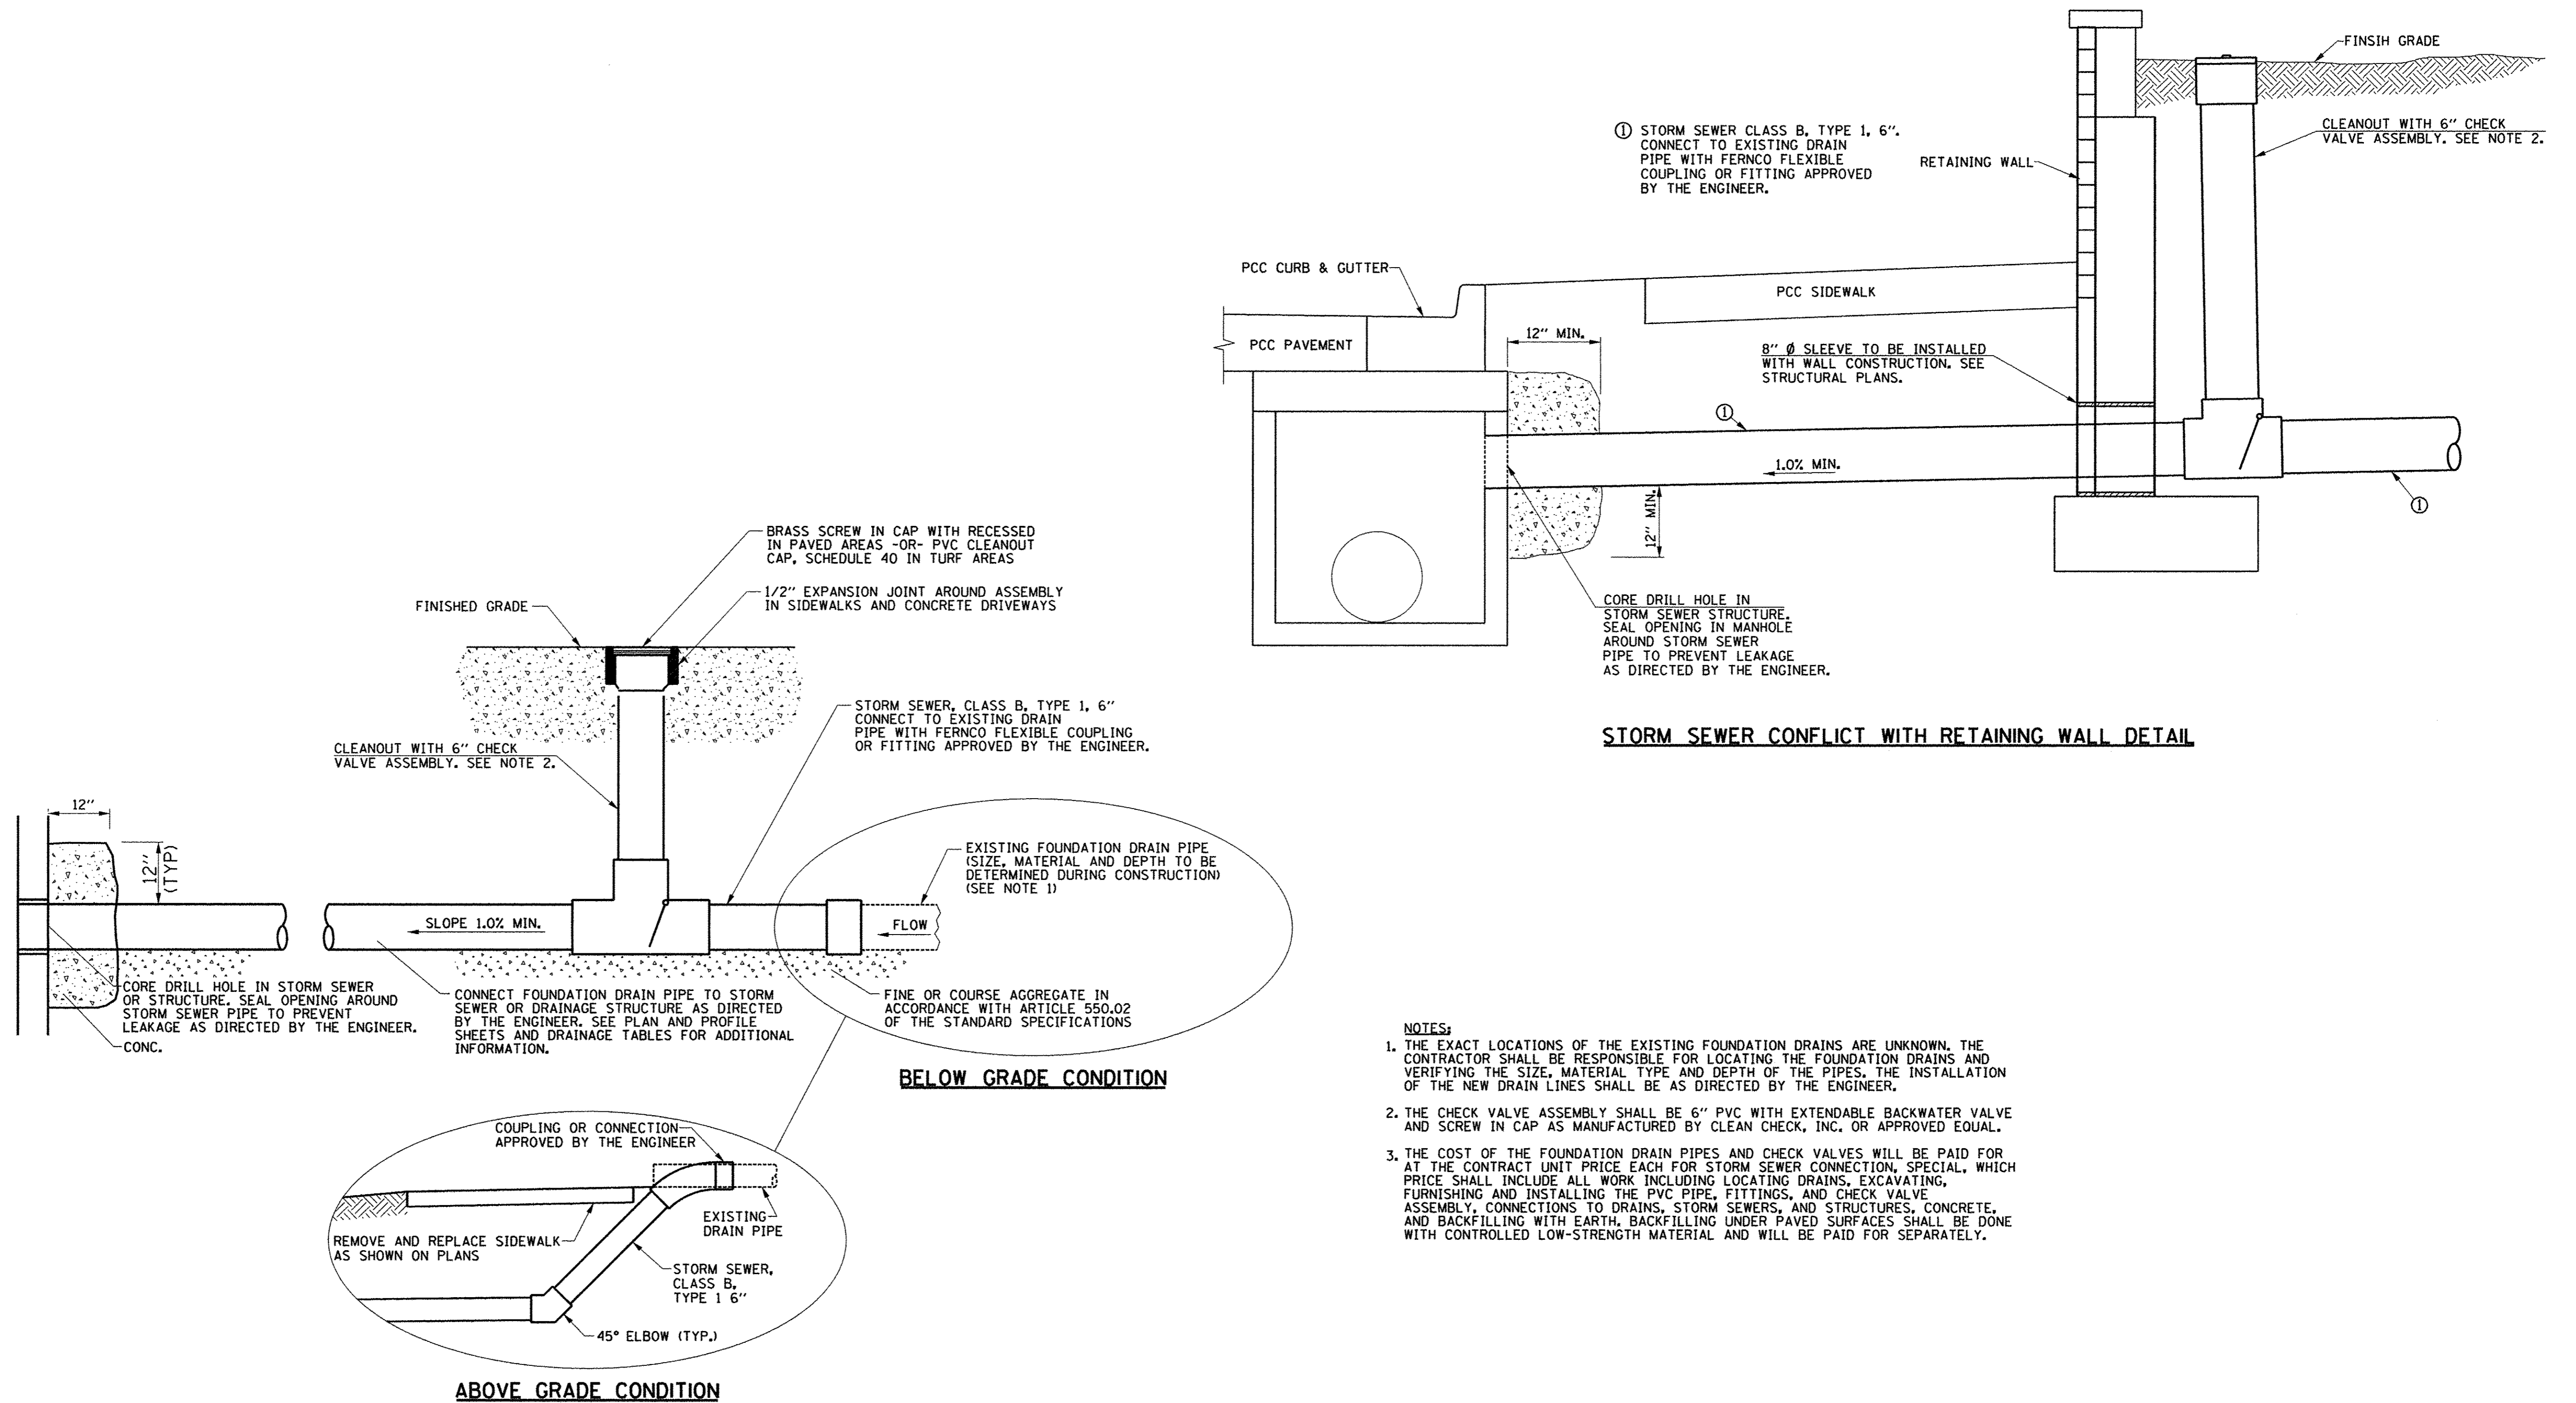 FINSIH GRADE
① STORM SEWER CLASS B, TYPE 1, 6".
CONNECT TO EXISTING DRAIN
PIPE WITH FERNCO FLEXIBLE
COUPLING OR FITTING APPROVED
BY THE ENGINEER.
RETAINING WALL
CLEANOUT WITH 6" CHECK
VALVE ASSEMBLY. SEE NOTE 2.
PCC CURB & GUTTER
PCC SIDEWALK
PCC PAVEMENT
12" MIN.
8" Ø SLEEVE TO BE INSTALLED
WITH WALL CONSTRUCTION. SEE
STRUCTURAL PLANS.
①
1.0% MIN.
①
12" MIN.
CORE DRILL HOLE IN
STORM SEWER STRUCTURE.
SEAL OPENING IN MANHOLE
AROUND STORM SEWER
PIPE TO PREVENT LEAKAGE
AS DIRECTED BY THE ENGINEER.
STORM SEWER CONFLICT WITH RETAINING WALL DETAIL
BRASS SCREW IN CAP WITH RECESSED
IN PAVED AREAS -OR- PVC CLEANOUT
CAP, SCHEDULE 40 IN TURF AREAS
1/2" EXPANSION JOINT AROUND ASSEMBLY
IN SIDEWALKS AND CONCRETE DRIVEWAYS
FINISHED GRADE
STORM SEWER, CLASS B, TYPE 1, 6"
CONNECT TO EXISTING DRAIN
PIPE WITH FERNCO FLEXIBLE COUPLING
OR FITTING APPROVED BY THE ENGINEER.
CLEANOUT WITH 6" CHECK
VALVE ASSEMBLY. SEE NOTE 2.
12"
12"
(TYP)
EXISTING FOUNDATION DRAIN PIPE
(SIZE, MATERIAL AND DEPTH TO BE
DETERMINED DURING CONSTRUCTION)
(SEE NOTE 1)
SLOPE 1.0% MIN.
FLOW
CORE DRILL HOLE IN STORM SEWER
OR STRUCTURE. SEAL OPENING AROUND
STORM SEWER PIPE TO PREVENT
LEAKAGE AS DIRECTED BY THE ENGINEER.
CONC.
CONNECT FOUNDATION DRAIN PIPE TO STORM
SEWER OR DRAINAGE STRUCTURE AS DIRECTED
BY THE ENGINEER. SEE PLAN AND PROFILE
SHEETS AND DRAINAGE TABLES FOR ADDITIONAL
INFORMATION.
FINE OR COURSE AGGREGATE IN
ACCORDANCE WITH ARTICLE 550.02
OF THE STANDARD SPECIFICATIONS
BELOW GRADE CONDITION
COUPLING OR CONNECTION
APPROVED BY THE ENGINEER
EXISTING
DRAIN PIPE
REMOVE AND REPLACE SIDEWALK
AS SHOWN ON PLANS
STORM SEWER,
CLASS B,
TYPE 1 6"
45° ELBOW (TYP.)
ABOVE GRADE CONDITION
NOTES:
1. THE EXACT LOCATIONS OF THE EXISTING FOUNDATION DRAINS ARE UNKNOWN. THE
CONTRACTOR SHALL BE RESPONSIBLE FOR LOCATING THE FOUNDATION DRAINS AND
VERIFYING THE SIZE, MATERIAL TYPE AND DEPTH OF THE PIPES. THE INSTALLATION
OF THE NEW DRAIN LINES SHALL BE AS DIRECTED BY THE ENGINEER.
2. THE CHECK VALVE ASSEMBLY SHALL BE 6" PVC WITH EXTENDABLE BACKWATER VALVE
AND SCREW IN CAP AS MANUFACTURED BY CLEAN CHECK, INC. OR APPROVED EQUAL.
3. THE COST OF THE FOUNDATION DRAIN PIPES AND CHECK VALVES WILL BE PAID FOR
AT THE CONTRACT UNIT PRICE EACH FOR STORM SEWER CONNECTION, SPECIAL, WHICH
PRICE SHALL INCLUDE ALL WORK INCLUDING LOCATING DRAINS, EXCAVATING,
FURNISHING AND INSTALLING THE PVC PIPE, FITTINGS, AND CHECK VALVE
ASSEMBLY, CONNECTIONS TO DRAINS, STORM SEWERS, AND STRUCTURES, CONCRETE,
AND BACKFILLING WITH EARTH. BACKFILLING UNDER PAVED SURFACES SHALL BE DONE
WITH CONTROLLED LOW-STRENGTH MATERIAL AND WILL BE PAID FOR SEPARATELY.